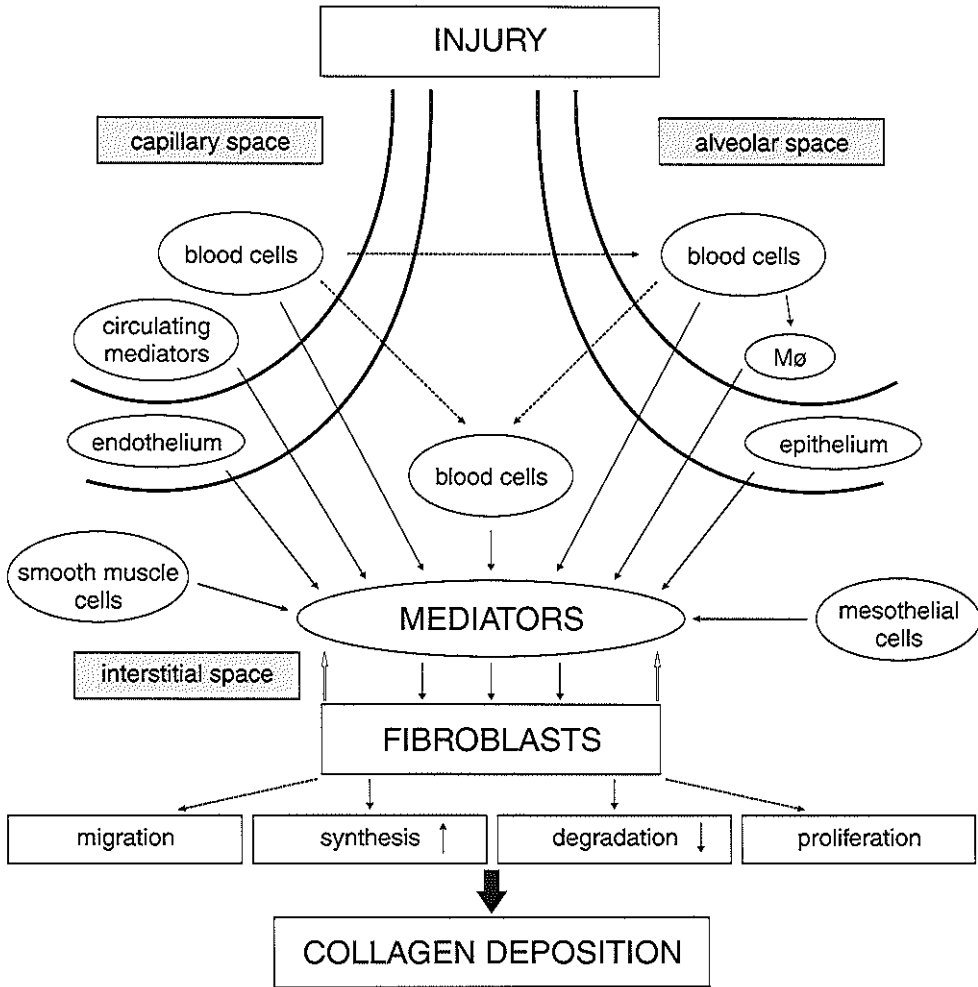 INJURY
capillary space
alveolar space
blood cells
blood cells
circulating
mediators
Mø
endothelium
epithelium
blood cells
smooth muscle
cells
MEDIATORS
mesothelial
cells
interstitial space
FIBROBLASTS
migration
synthesis ↑
degradation ↓
proliferation
COLLAGEN DEPOSITION